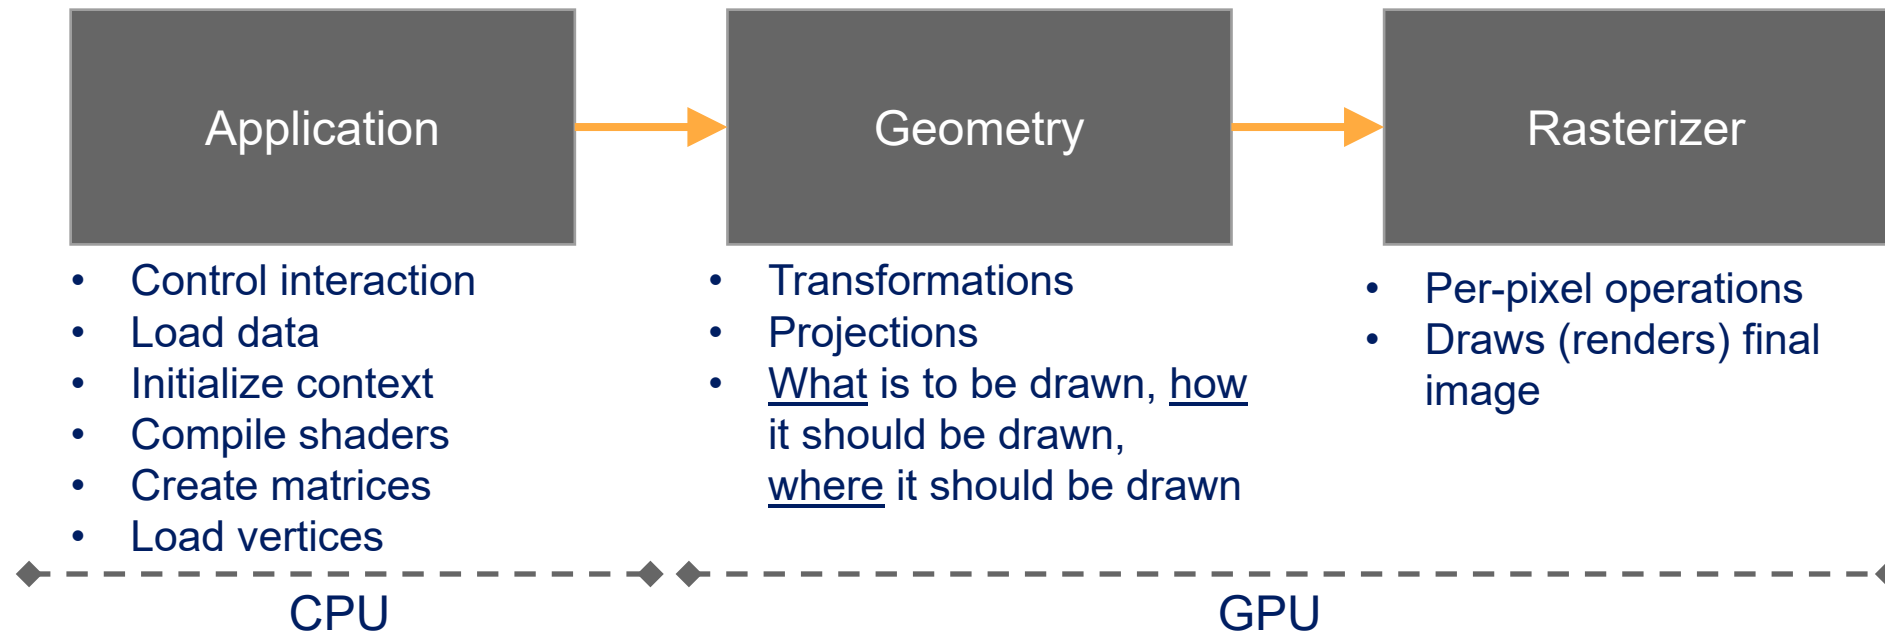 Application
Geometry
Rasterizer
• Control interaction
• Load data
• Initialize context
• Compile shaders
• Create matrices
• Load vertices
• Transformations
• Projections
• What is to be drawn, how
it should be drawn,
where it should be drawn
• Per-pixel operations
• Draws (renders) final
image
CPU
GPU